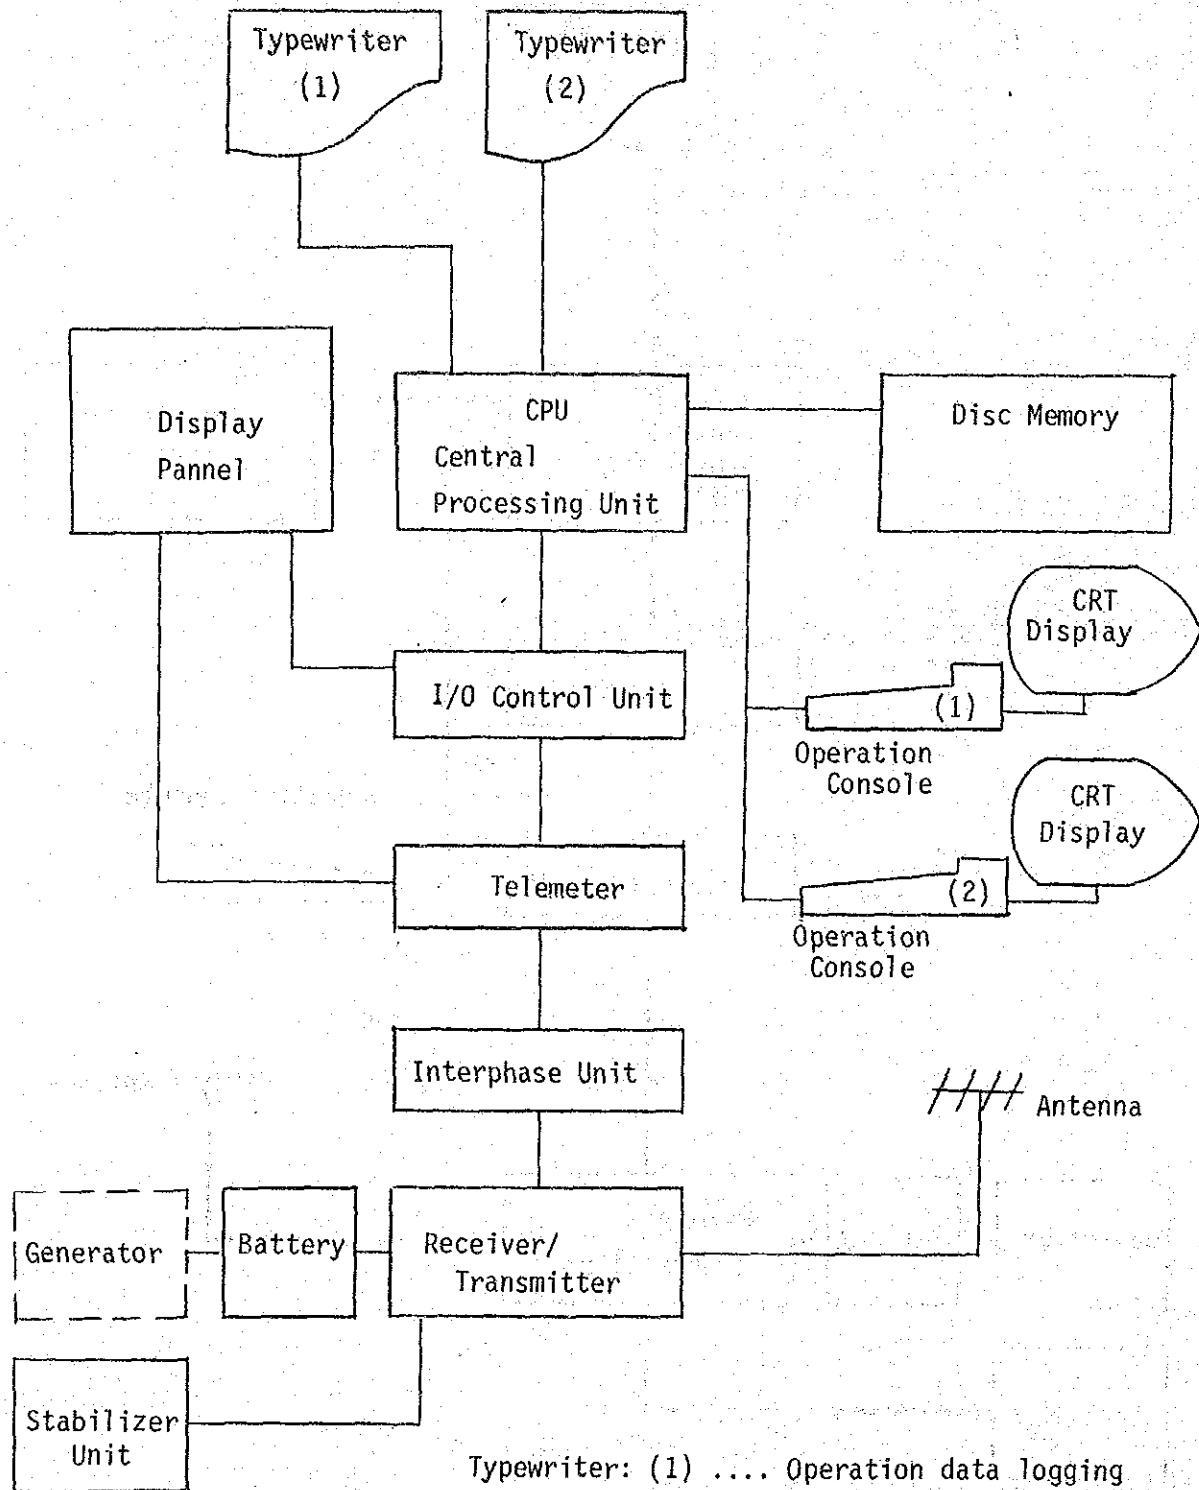 Typewriter
(1)
Typewriter
(2)
Display
Pannel
CPU
Central
Processing Unit
Disc Memory
CRT
Display
I/O Control Unit
(1)
Operation
Console
CRT
Display
Telemeter
(2)
Operation
Console
Interphase Unit
Antenna
Generator
Battery
Receiver/
Transmitter
Stabilizer
Unit
Typewriter: (1) .... Operation data logging